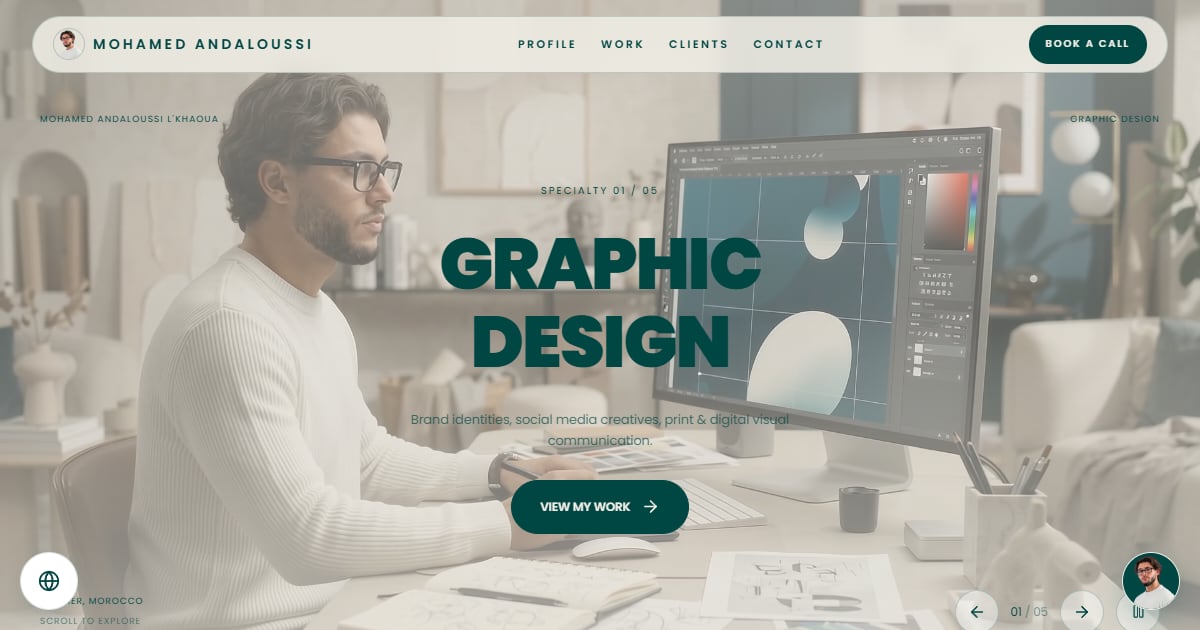 MOHAMED ANDALOUSSI
PROFILE WORK CLIENTS CONTACT
BOOK A CALL
MOHAMED ANDALOUSSI L'KHAOUA
GRAPHIC DESIGN
SPECIALTY 01 / 05
GRAPHIC
DESIGN
Brand identities, social media creatives, print & digital visual
communication.
VIEW MY WORK
ER, MOROCCO
SCROLL TO EXPLORE
01 / 05